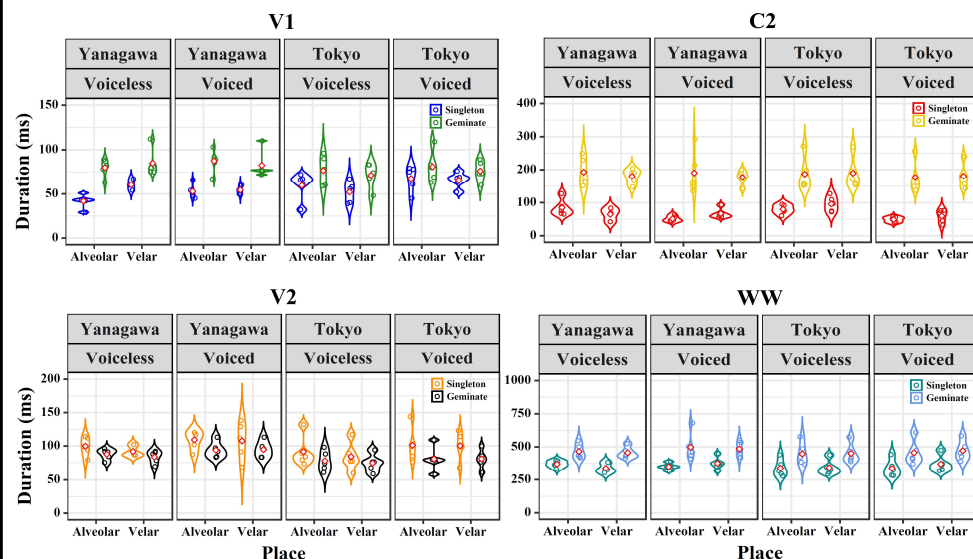 V1
Yanagawa Yanagawa Tokyo Tokyo
Voiceless Voiced Voiceless Voiced
Duration (ms)
150
100
50
0
Singleton
Geminate
Alveolar Velar Alveolar Velar Alveolar Velar Alveolar Velar
C2
Yanagawa Yanagawa Tokyo Tokyo
Voiceless Voiced Voiceless Voiced
400
300
200
100
0
Singleton
Geminate
Alveolar Velar Alveolar Velar Alveolar Velar Alveolar Velar
V2
Yanagawa Yanagawa Tokyo Tokyo
Voiceless Voiced Voiceless Voiced
Duration (ms)
200
150
100
50
0
Singleton
Geminate
Alveolar Velar Alveolar Velar Alveolar Velar Alveolar Velar
Place
WW
Yanagawa Yanagawa Tokyo Tokyo
Voiceless Voiced Voiceless Voiced
1000
750
500
250
0
Singleton
Geminate
Alveolar Velar Alveolar Velar Alveolar Velar Alveolar Velar
Place